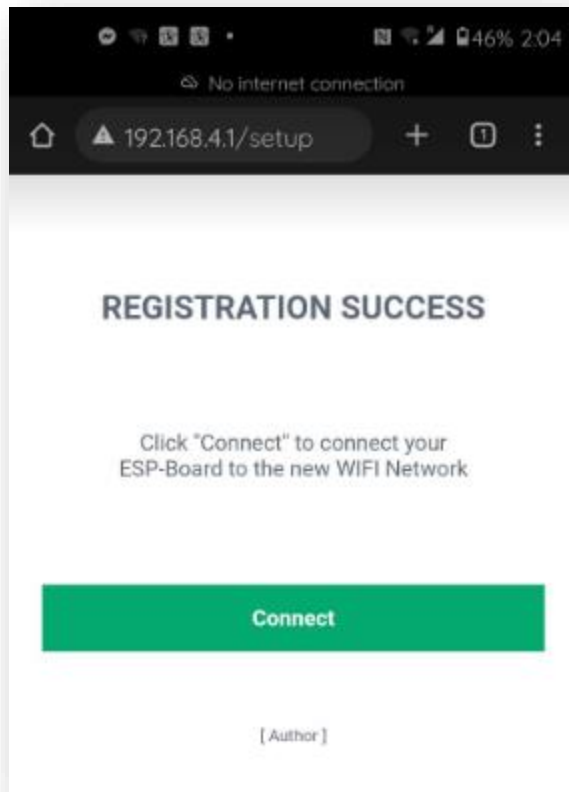 46% 2:04
No internet connection
192.168.4.1/setup
1
REGISTRATION SUCCESS
Click "Connect" to connect your
ESP-Board to the new WIFI Network
Connect
[ Author ]